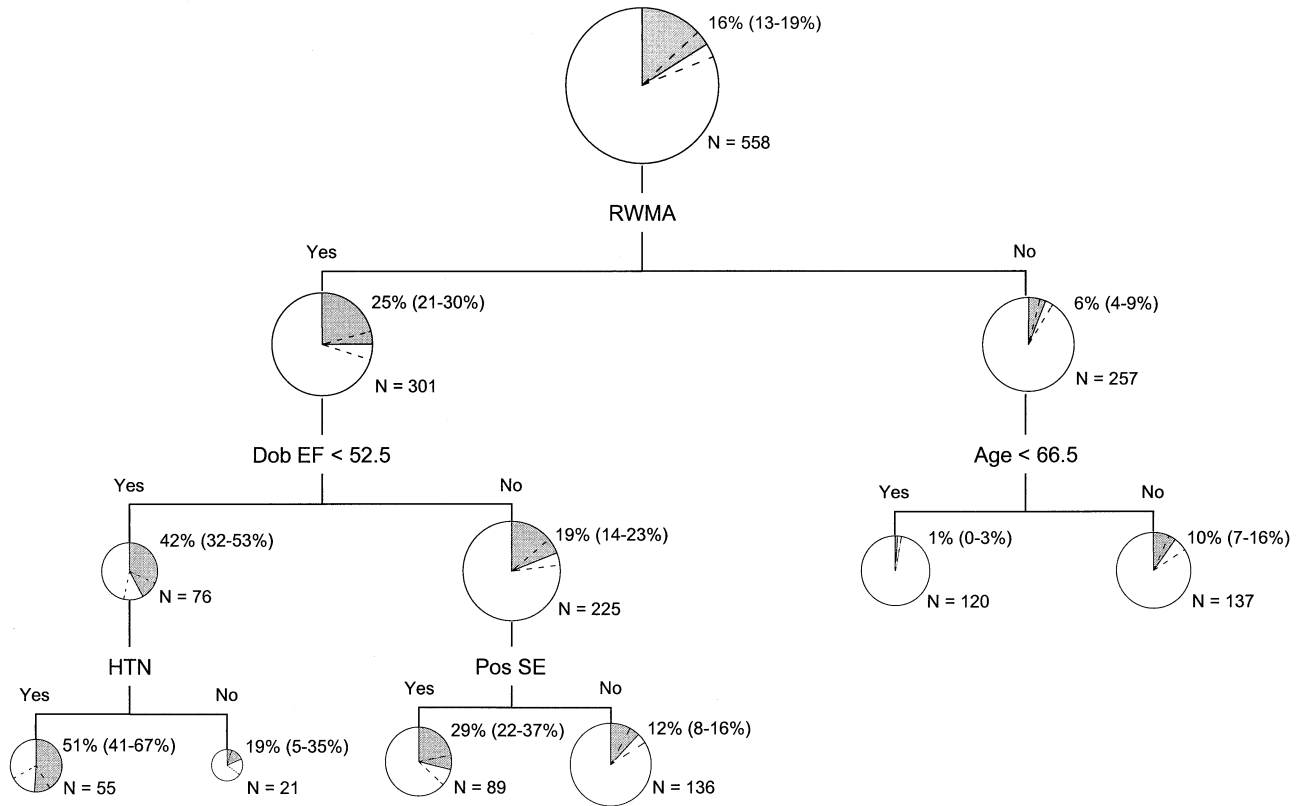 16% (13-19%)
N = 558
RWMA
Yes
No
25% (21-30%)
6% (4-9%)
N = 301
N = 257
Dob EF < 52.5
Age < 66.5
Yes
No
Yes
No
42% (32-53%)
19% (14-23%)
1% (0-3%)
10% (7-16%)
N = 76
N = 225
N = 120
N = 137
HTN
Pos SE
Yes
No
Yes
No
51% (41-67%)
19% (5-35%)
29% (22-37%)
12% (8-16%)
N = 55
N = 21
N = 89
N = 136